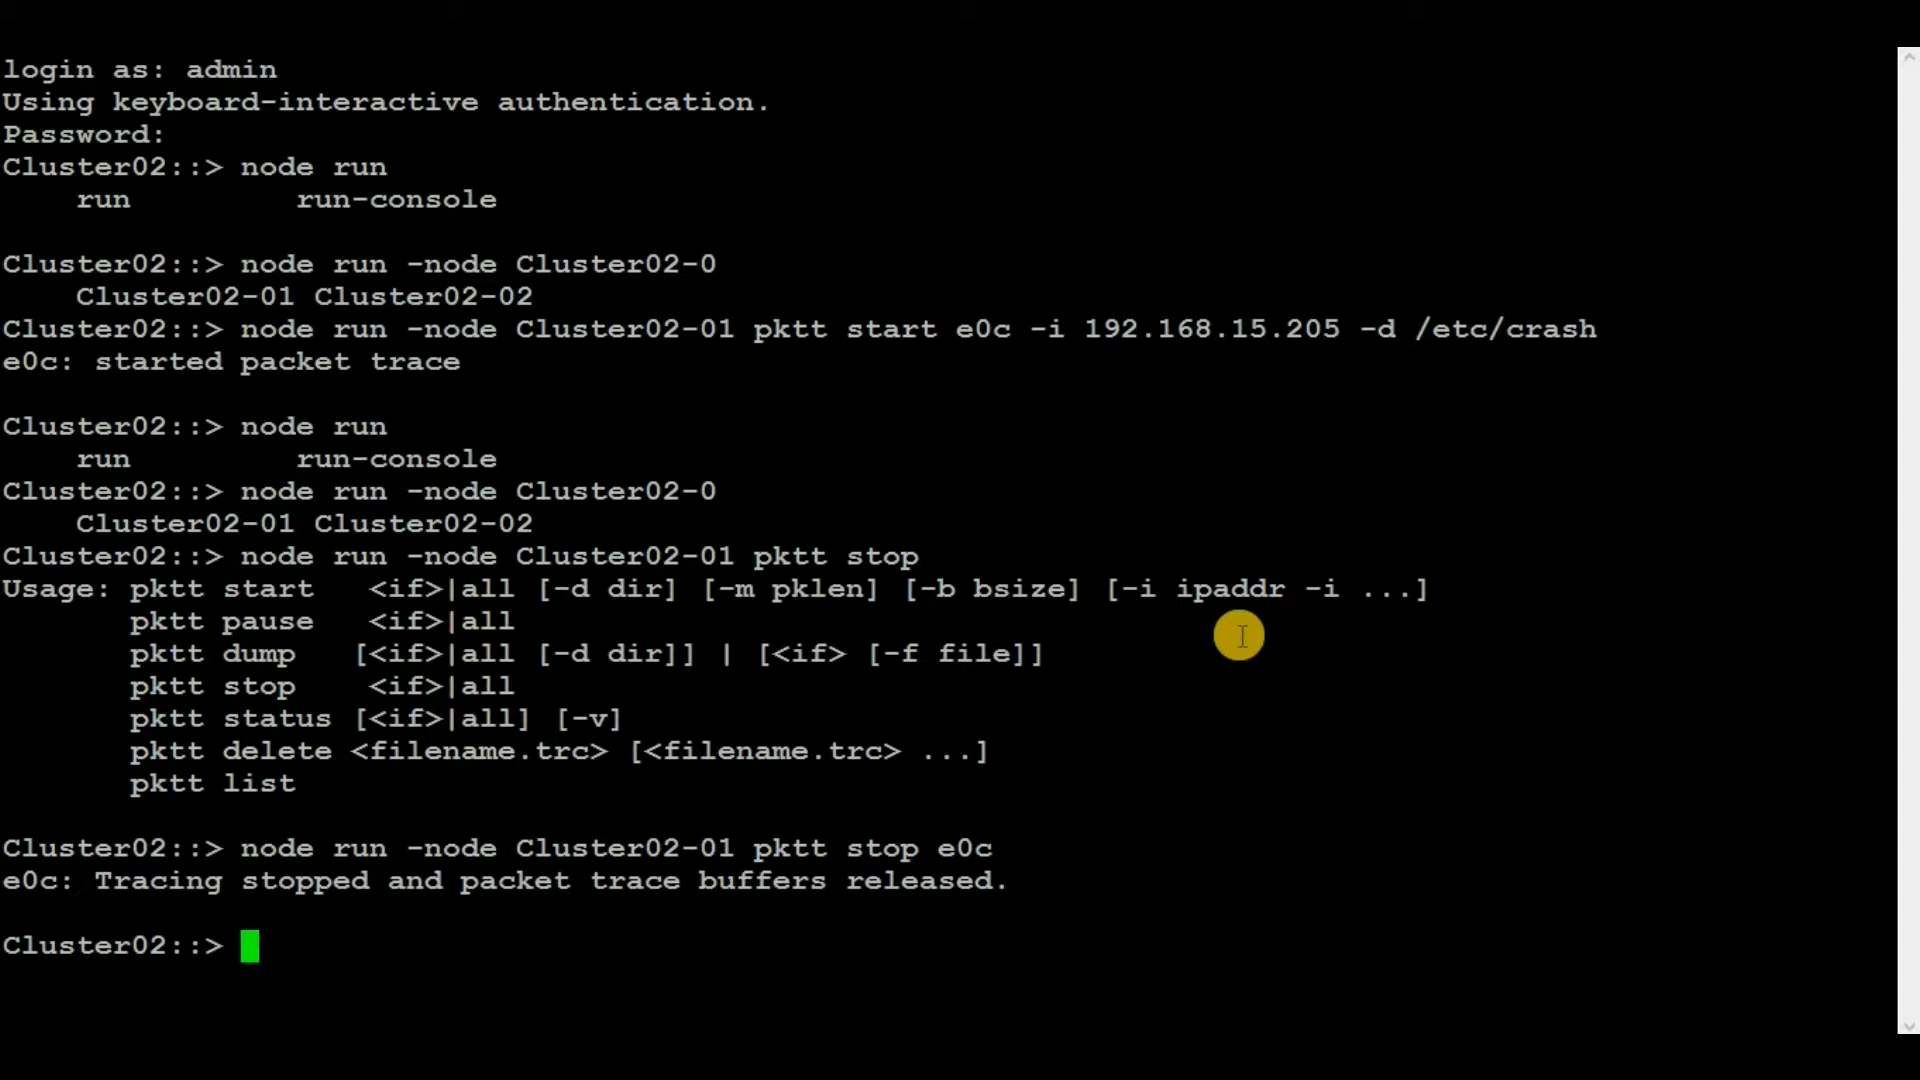 login as: admin
Using keyboard-interactive authentication.
Password:
Cluster02::> node run
    run         run-console
Cluster02::> node run -node Cluster02-0
    Cluster02-01 Cluster02-02
Cluster02::> node run -node Cluster02-01 pktt start e0c -i 192.168.15.205 -d /etc/crash
e0c: started packet trace
Cluster02::> node run
    run         run-console
Cluster02::> node run -node Cluster02-0
    Cluster02-01 Cluster02-02
Cluster02::> node run -node Cluster02-01 pktt stop
Usage: pktt start   <if>|all [-d dir] [-m pklen] [-b bsize] [-i ipaddr -i ...]
       pktt pause   <if>|all
       pktt dump   [<if>|all [-d dir]] | [<if> [-f file]]
       pktt stop    <if>|all
       pktt status [<if>|all] [-v]
       pktt delete <filename.trc> [<filename.trc> ...]
       pktt list
Cluster02::> node run -node Cluster02-01 pktt stop e0c
e0c: Tracing stopped and packet trace buffers released.
Cluster02::>